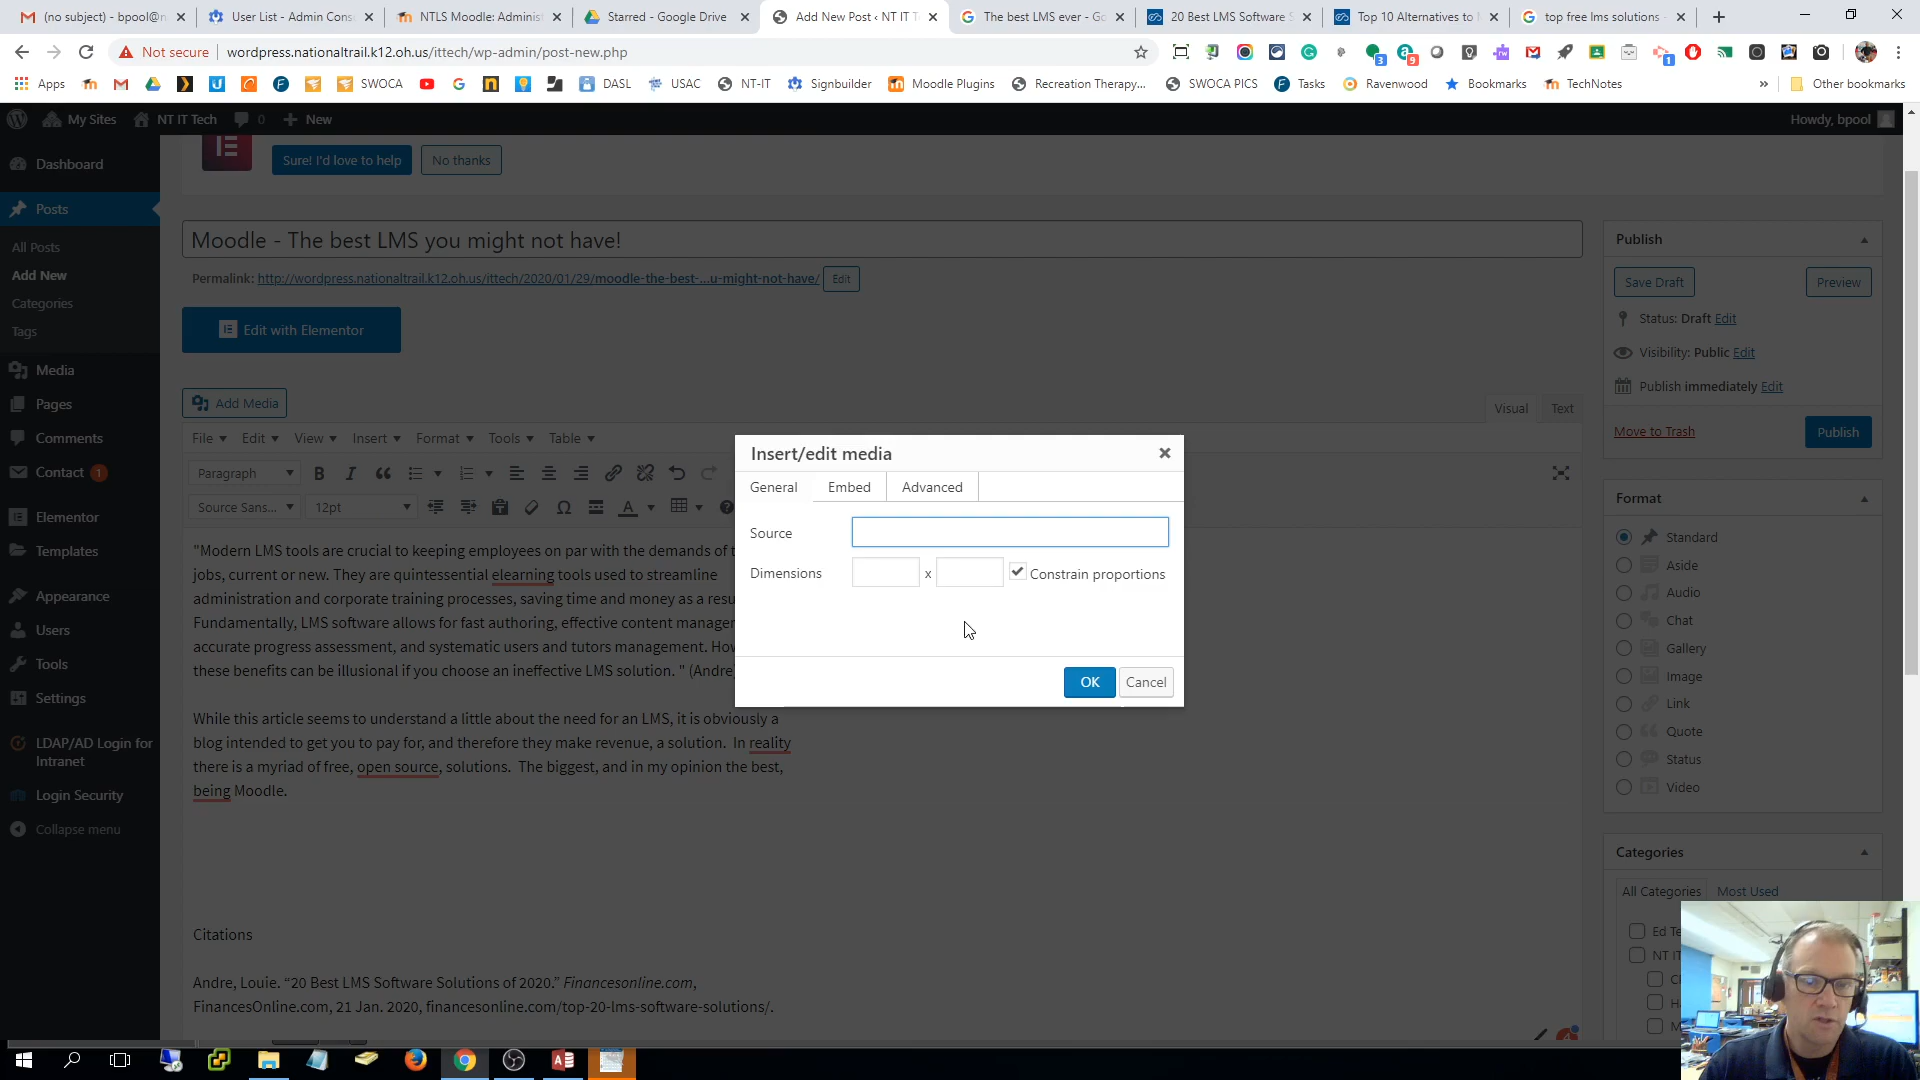 (no subject) - bpool@n
User List - Admin Cons
NTLS Moodle: Administ
Starred - Google Drive
Add New Post ‹ NT IT T
The best LMS ever - Go
20 Best LMS Software S
Top 10 Alternatives to M
top free lms solutions -
Not secure
wordpress.nationaltrail.k12.oh.us/ittech/wp-admin/post-new.php
Apps
SWOCA
DASL
USAC
NT-IT
Signbuilder
Moodle Plugins
Recreation Therapy...
SWOCA PICS
Tasks
Ravenwood
Bookmarks
TechNotes
»
Other bookmarks
My Sites
NT IT Tech
0
New
Howdy, bpool
Dashboard
Posts
All Posts
Add New
Categories
Tags
Media
Pages
Comments
Contact 1
Elementor
Templates
Appearance
Users
Tools
Settings
LDAP/AD Login for
Intranet
Login Security
Collapse menu
Sure! I'd love to help
No thanks
Moodle - The best LMS you might not have!
Permalink: http://wordpress.nationaltrail.k12.oh.us/ittech/2020/01/29/moodle-the-best-...u-might-not-have/ Edit
Edit with Elementor
Add Media
Visual Text
File Edit View Insert Format Tools Table
Paragraph
Source Sans...
12pt
"Modern LMS tools are crucial to keeping employees on par with the demands of t
jobs, current or new. They are quintessential elearning tools used to streamline
administration and corporate training processes, saving time and money as a resu
Fundamentally, LMS software allows for fast authoring, effective content manager
accurate progress assessment, and systematic users and tutors management. How
these benefits can be illusional if you choose an ineffective LMS solution. " (Andre
While this article seems to understand a little about the need for an LMS, it is obviously a
blog intended to get you to pay for, and therefore they make revenue, a solution. In reality
there is a myriad of free, open source, solutions. The biggest, and in my opinion the best,
being Moodle.
Citations
Andre, Louie. “20 Best LMS Software Solutions of 2020.” Financesonline.com,
FinancesOnline.com, 21 Jan. 2020, financesonline.com/top-20-lms-software-solutions/.
Insert/edit media
General Embed Advanced
Source
Dimensions x Constrain proportions
OK Cancel
Publish
Save Draft
Preview
Status: Draft Edit
Visibility: Public Edit
Publish immediately Edit
Move to Trash
Publish
Format
Standard
Aside
Audio
Chat
Gallery
Image
Link
Quote
Status
Video
Categories
All Categories Most Used
Ed Te
NT IT